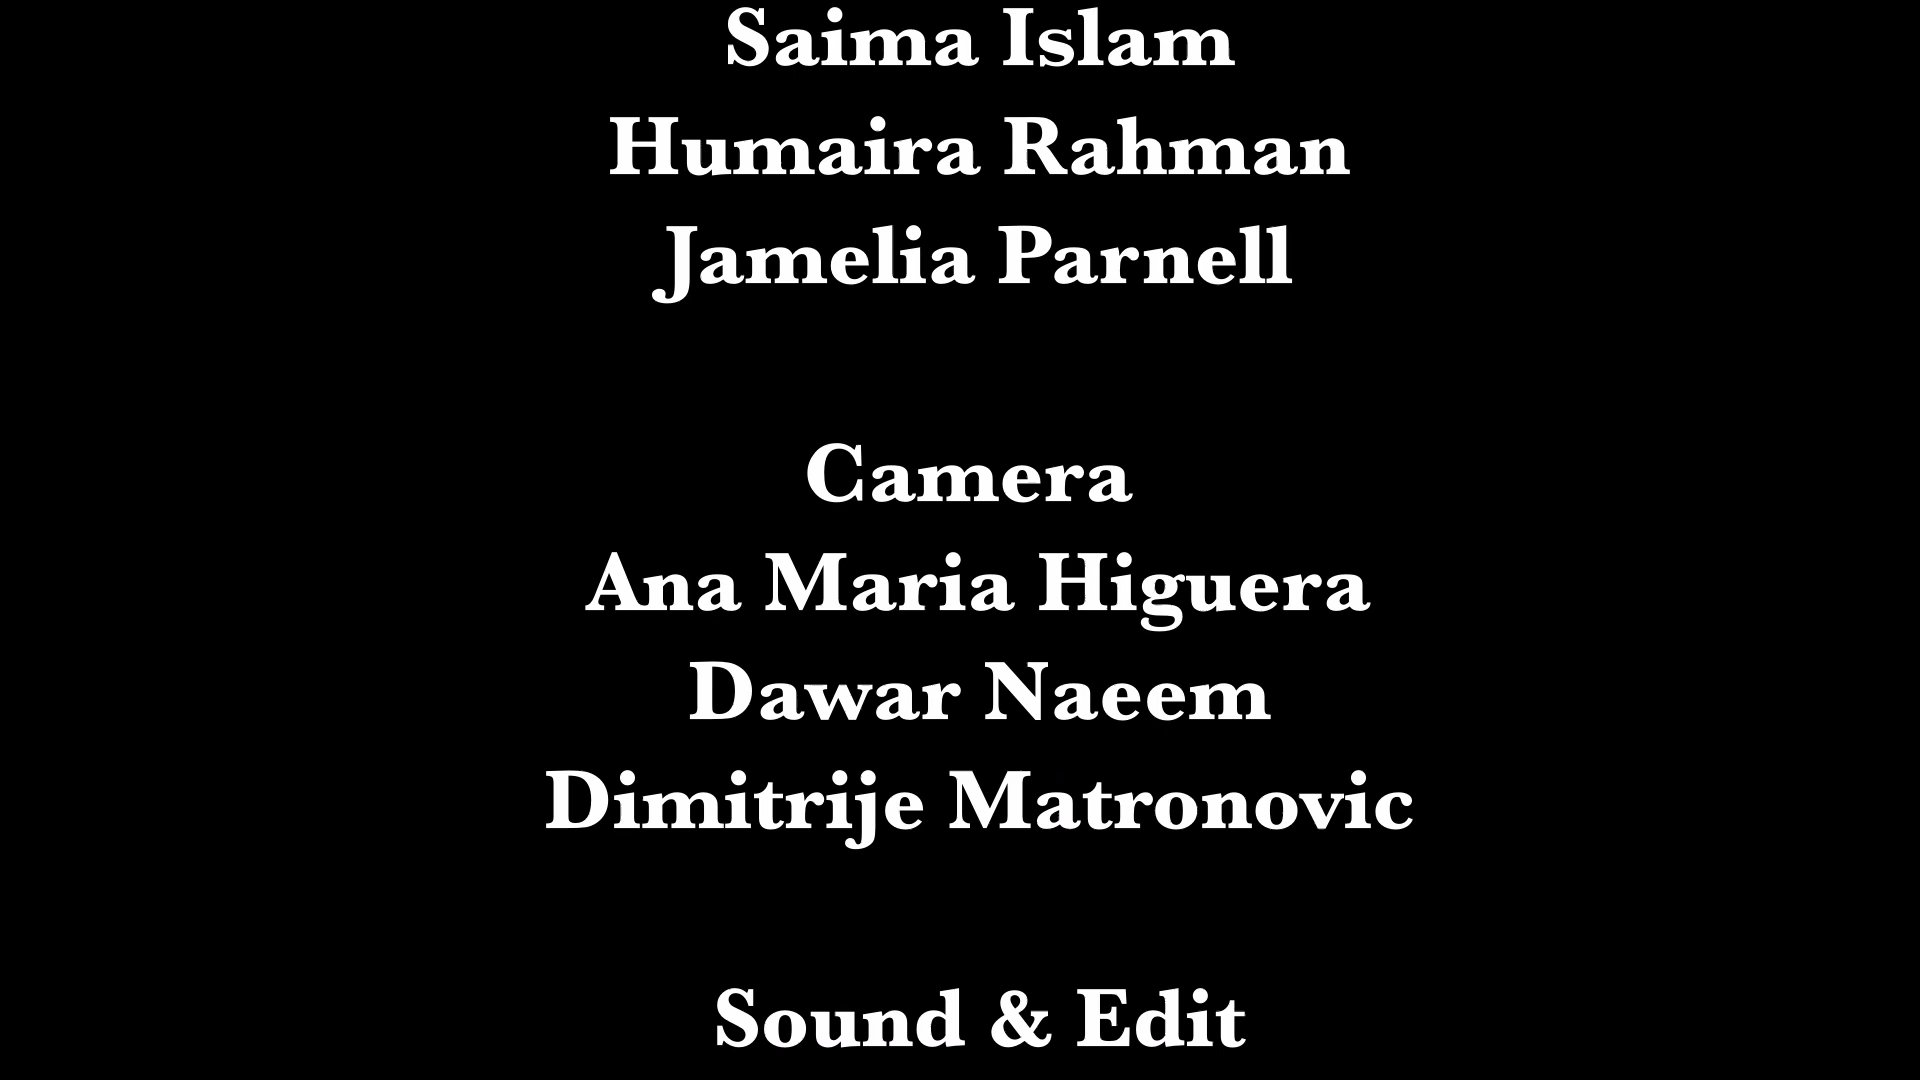 Saima Islam
Humaira Rahman
Jamelia Parnell
Camera
Ana Maria Higuera
Dawar Naeem
Dimitrije Matronovic
Sound & Edit